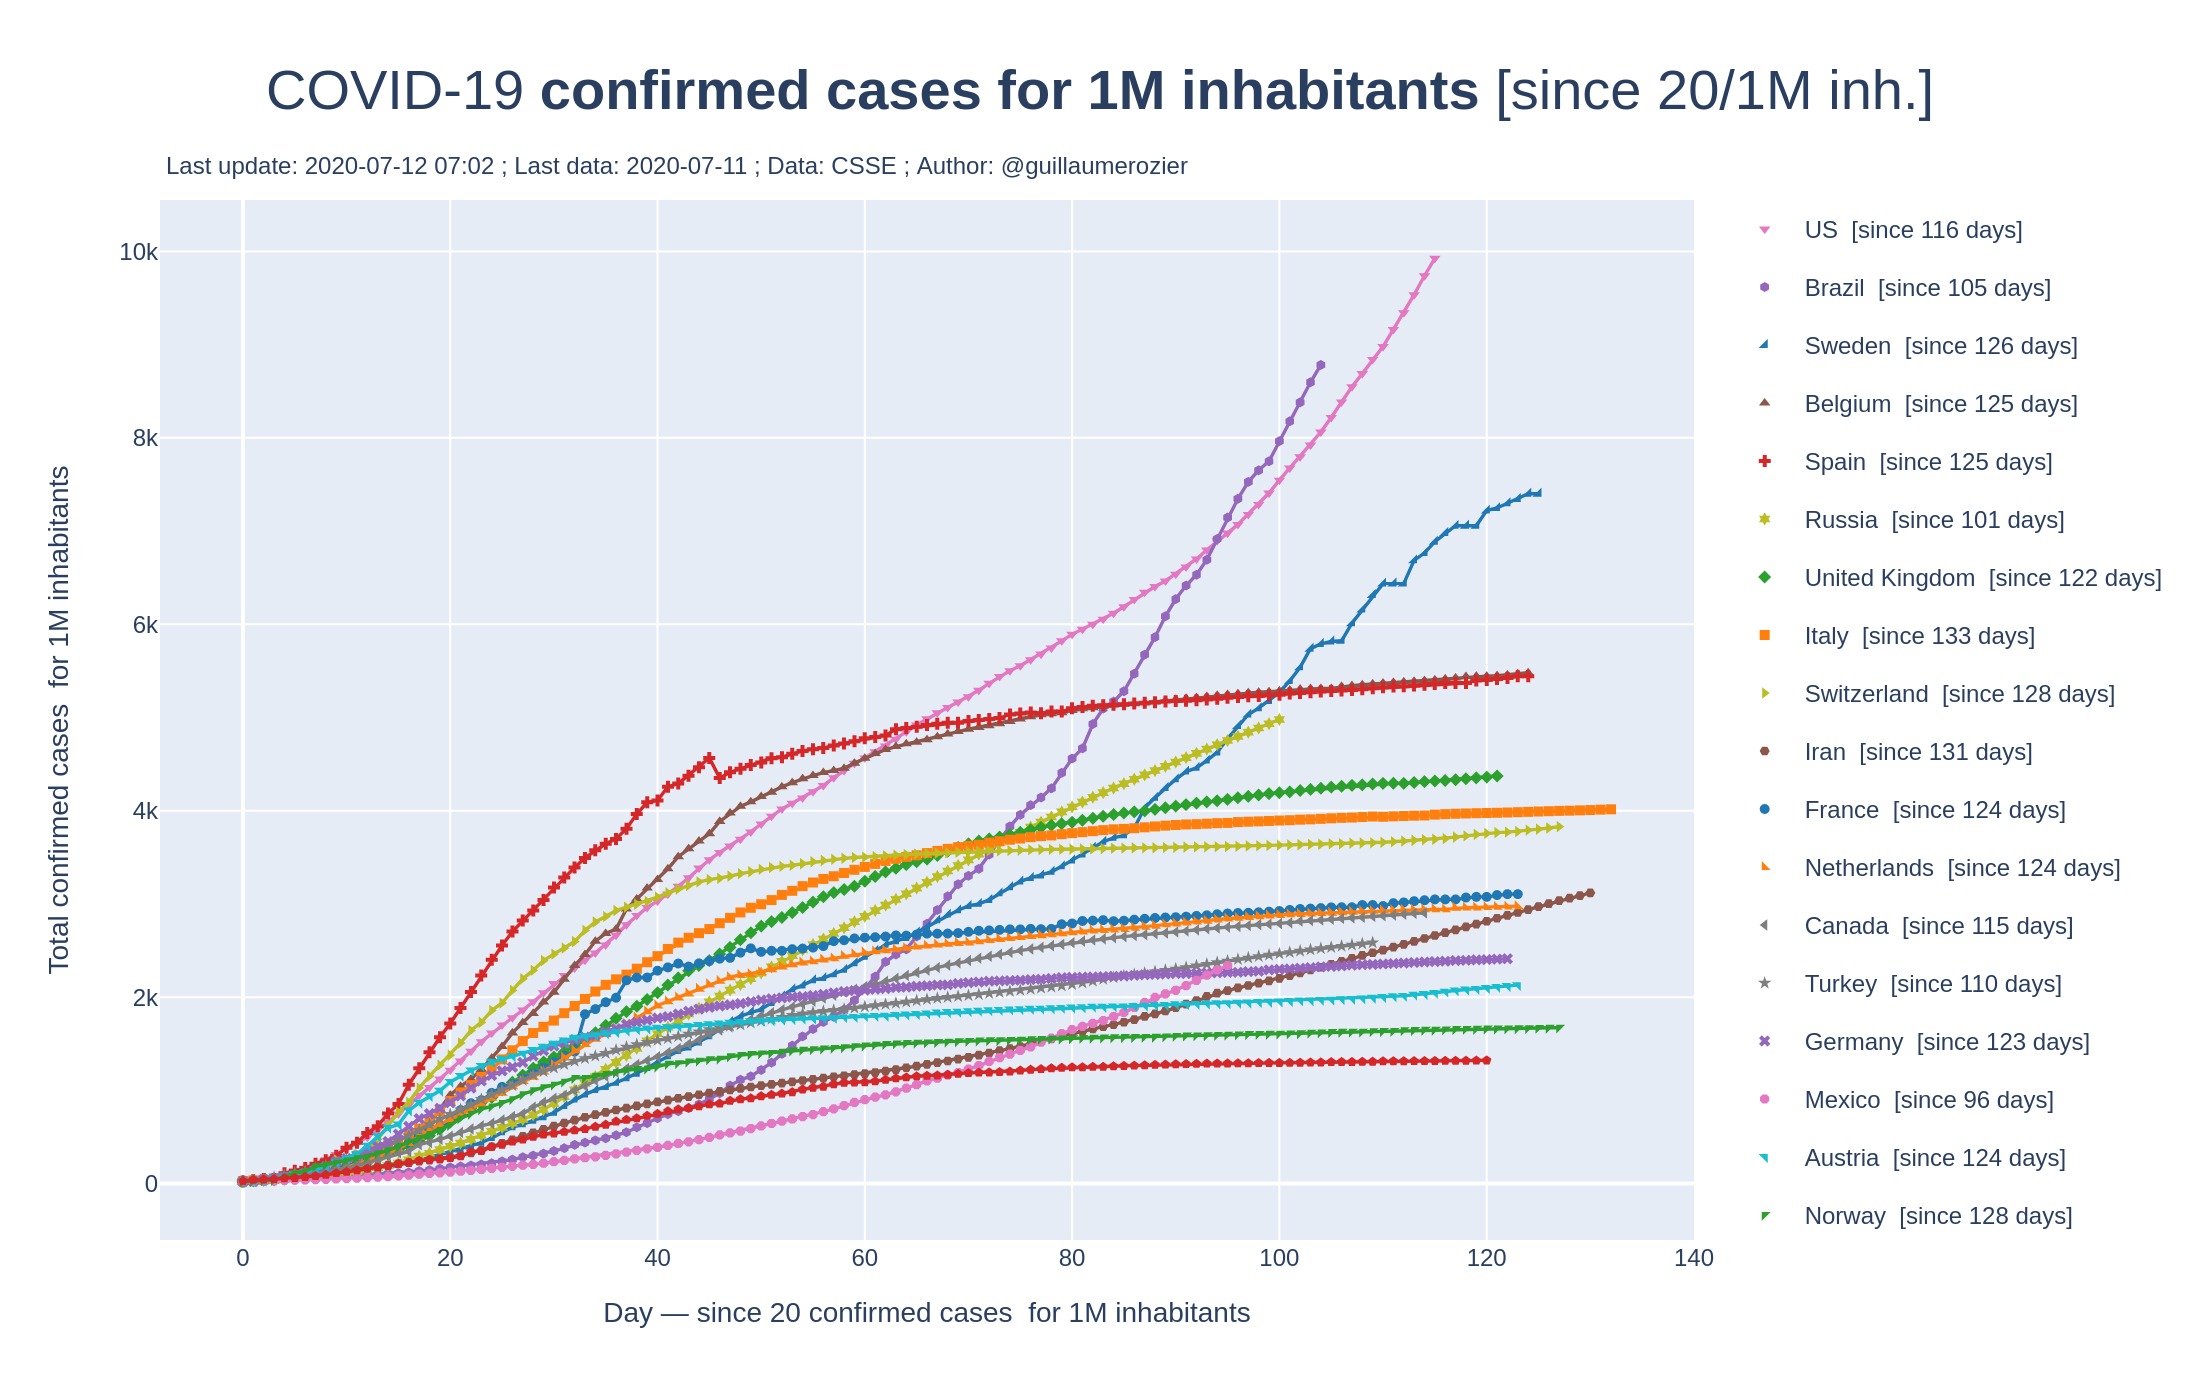 COVID-19 confirmed cases for 1M inhabitants [since 20/1M inh.]
Last update: 2020-07-12 07:02 ; Last data: 2020-07-11 ; Data: CSSE ; Author: @guillaumerozier
Total confirmed cases for 1M inhabitants
10k
8k
6k
4k
2k
0
0 20 40 60 80 100 120 140
Day — since 20 confirmed cases for 1M inhabitants
US [since 116 days]
Brazil [since 105 days]
Sweden [since 126 days]
Belgium [since 125 days]
Spain [since 125 days]
Russia [since 101 days]
United Kingdom [since 122 days]
Italy [since 133 days]
Switzerland [since 128 days]
Iran [since 131 days]
France [since 124 days]
Netherlands [since 124 days]
Canada [since 115 days]
Turkey [since 110 days]
Germany [since 123 days]
Mexico [since 96 days]
Austria [since 124 days]
Norway [since 128 days]